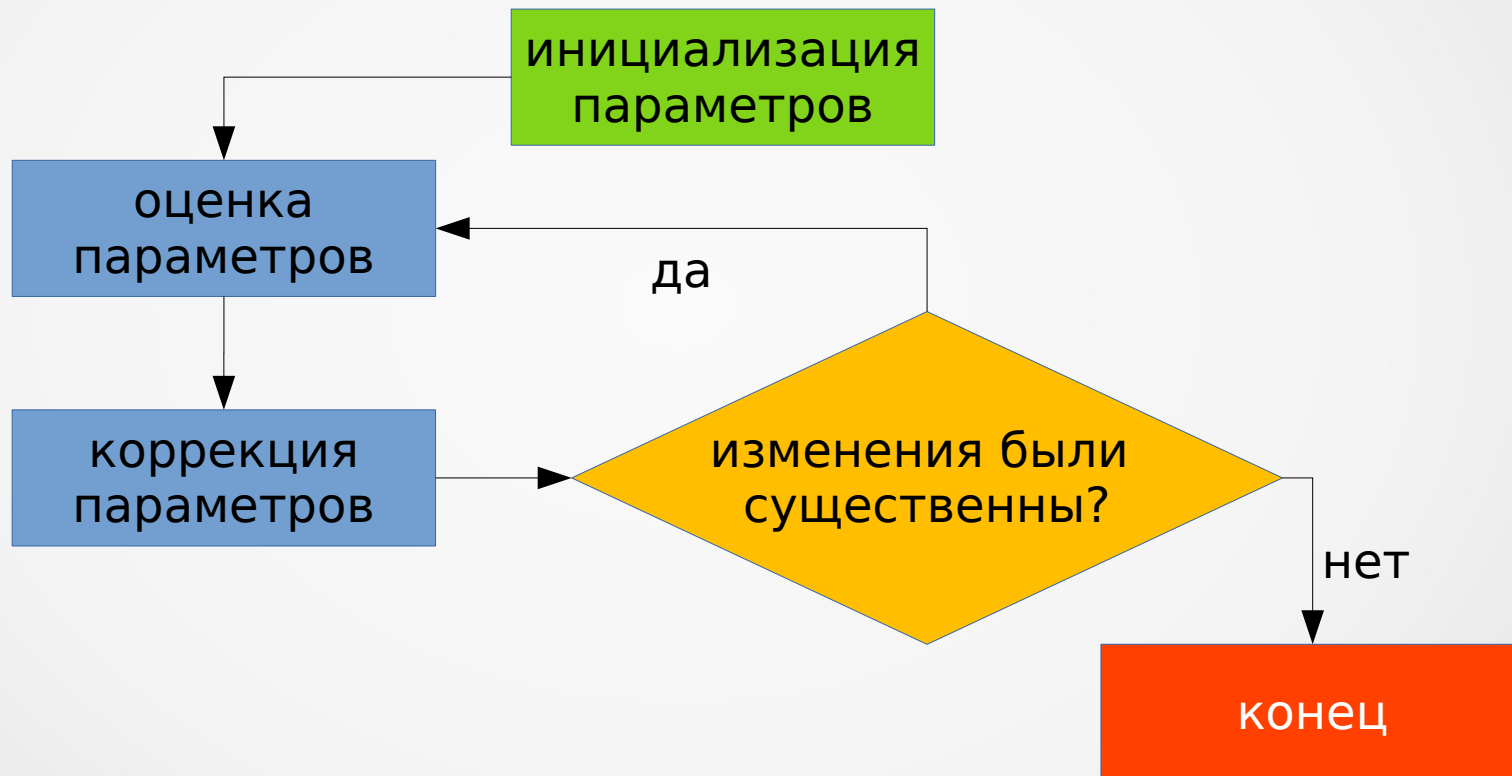 инициализация
параметров
оценка
параметров
да
коррекция
параметров
изменения были
существенны?
нет
конец